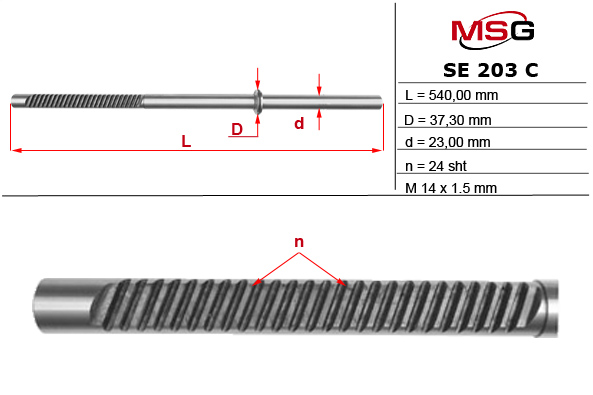 MSG
SE 203 C
L = 540,00 mm
D = 37,30 mm
d = 23,00 mm
n = 24 sht
M 14 x 1.5 mm
D
d
L
n